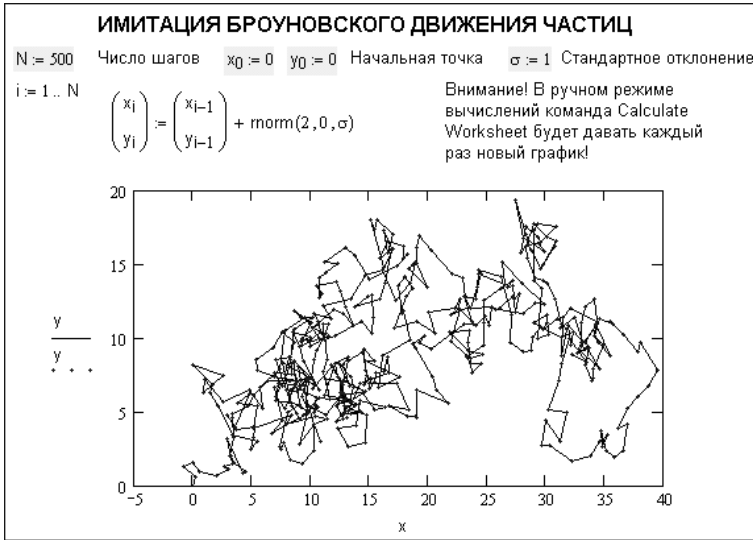 ИМИТАЦИЯ БРОУНОВСКОГО ДВИЖЕНИЯ ЧАСТИЦ
N := 500 Число шагов x0 := 0 y0 := 0 Начальная точка σ := 1 Стандартное отклонение
i := 1 .. N
(xi yi) := (xi−1 yi−1) + rnorm(2, 0, σ)
Внимание! В ручном режиме
вычислений команда Calculate
Worksheet будет давать каждый
раз новый график!
20
15
10
5
0
y
y
−5 0 5 10 15 20 25 30 35 40
x